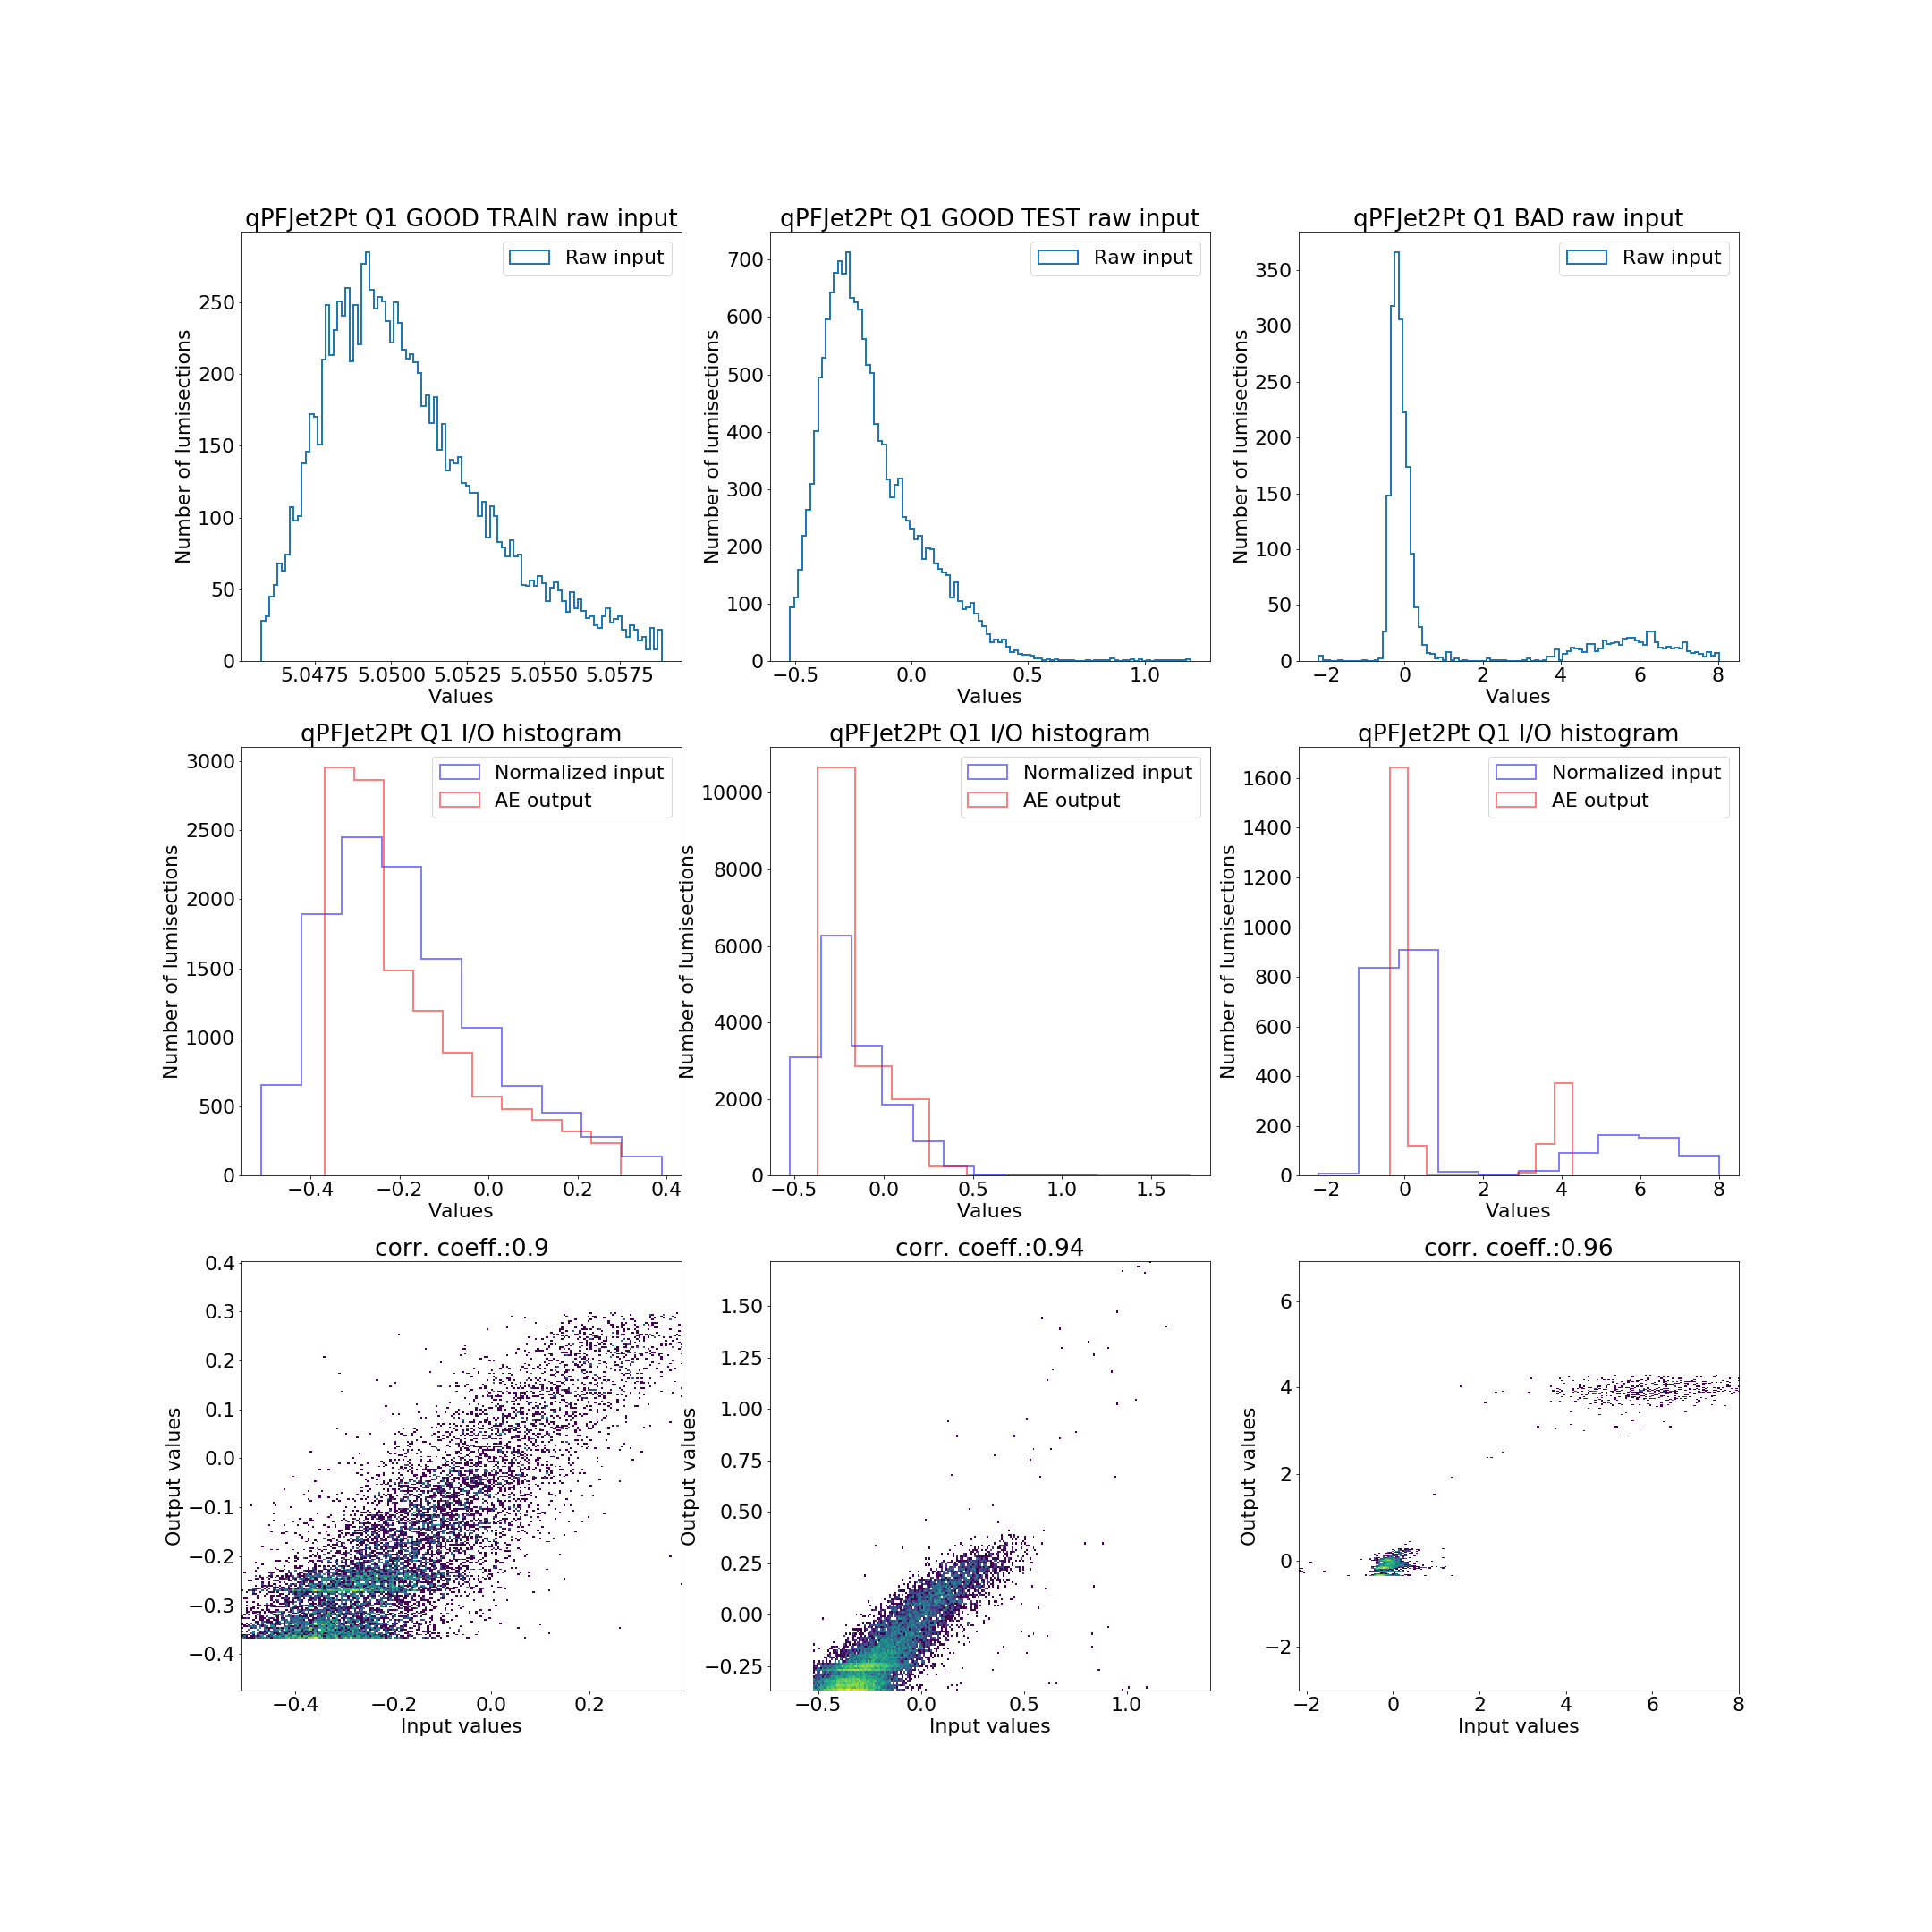 qPFJet2Pt Q1 GOOD TRAIN raw input
Raw input
Number of lumisections
250
200
150
100
50
0
5.0475 5.0500 5.0525 5.0550 5.0575
Values
qPFJet2Pt Q1 GOOD TEST raw input
Raw input
Number of lumisections
700
600
500
400
300
200
100
0
−0.5 0.0 0.5 1.0
Values
qPFJet2Pt Q1 BAD raw input
Raw input
Number of lumisections
350
300
250
200
150
100
50
0
−2 0 2 4 6 8
Values
qPFJet2Pt Q1 I/O histogram
Normalized input
AE output
Number of lumisections
3000
2500
2000
1500
1000
500
0
−0.4 −0.2 0.0 0.2 0.4
Values
qPFJet2Pt Q1 I/O histogram
Normalized input
AE output
Number of lumisections
10000
8000
6000
4000
2000
0
−0.5 0.0 0.5 1.0 1.5
Values
qPFJet2Pt Q1 I/O histogram
Normalized input
AE output
Number of lumisections
1600
1400
1200
1000
800
600
400
200
0
−2 0 2 4 6 8
Values
corr. coeff.:0.9
Output values
0.4
0.3
0.2
0.1
0.0
−0.1
−0.2
−0.3
−0.4
−0.4 −0.2 0.0 0.2
Input values
corr. coeff.:0.94
Output values
1.50
1.25
1.00
0.75
0.50
0.25
0.00
−0.25
−0.5 0.0 0.5 1.0
Input values
corr. coeff.:0.96
Output values
6
4
2
0
−2
−2 0 2 4 6 8
Input values